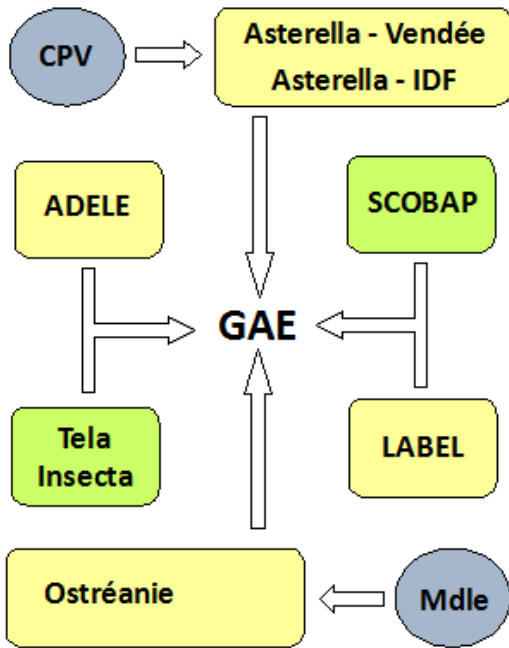 CPV
Asterella - Vendée
Asterella - IDF
ADELE
SCOBAP
GAE
Tela
Insecta
LABEL
Ostréanie
Mdle